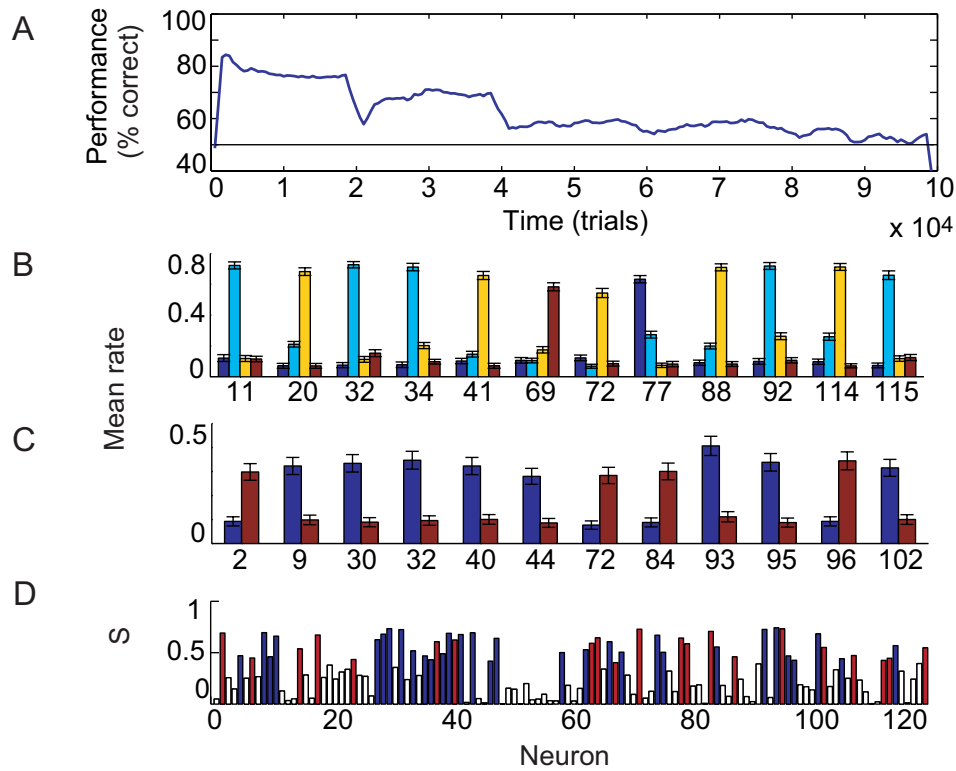 A
Performance
(% correct)
100
80
60
40
0 1 2 3 4 5 6 7 8 9 10
Time (trials)
x 10⁴
B
Mean rate
0.8
0.4
0
11 20 32 34 41 69 72 77 88 92 114 115
C
0.5
0
2 9 30 32 40 44 72 84 93 95 96 102
D
S
1
0.5
0
0 20 40 60 80 100 120
Neuron